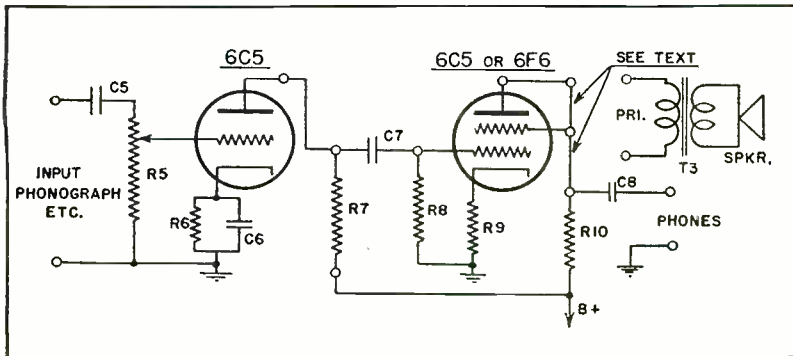 6C5
6C5 OR 6F6
SEE TEXT
C5
R5
INPUT
PHONOGRAPH
ETC.
R6
C6
R7
C7
R8
R9
C8
R10
PRI.
T3
SPKR.
PHONES
B+